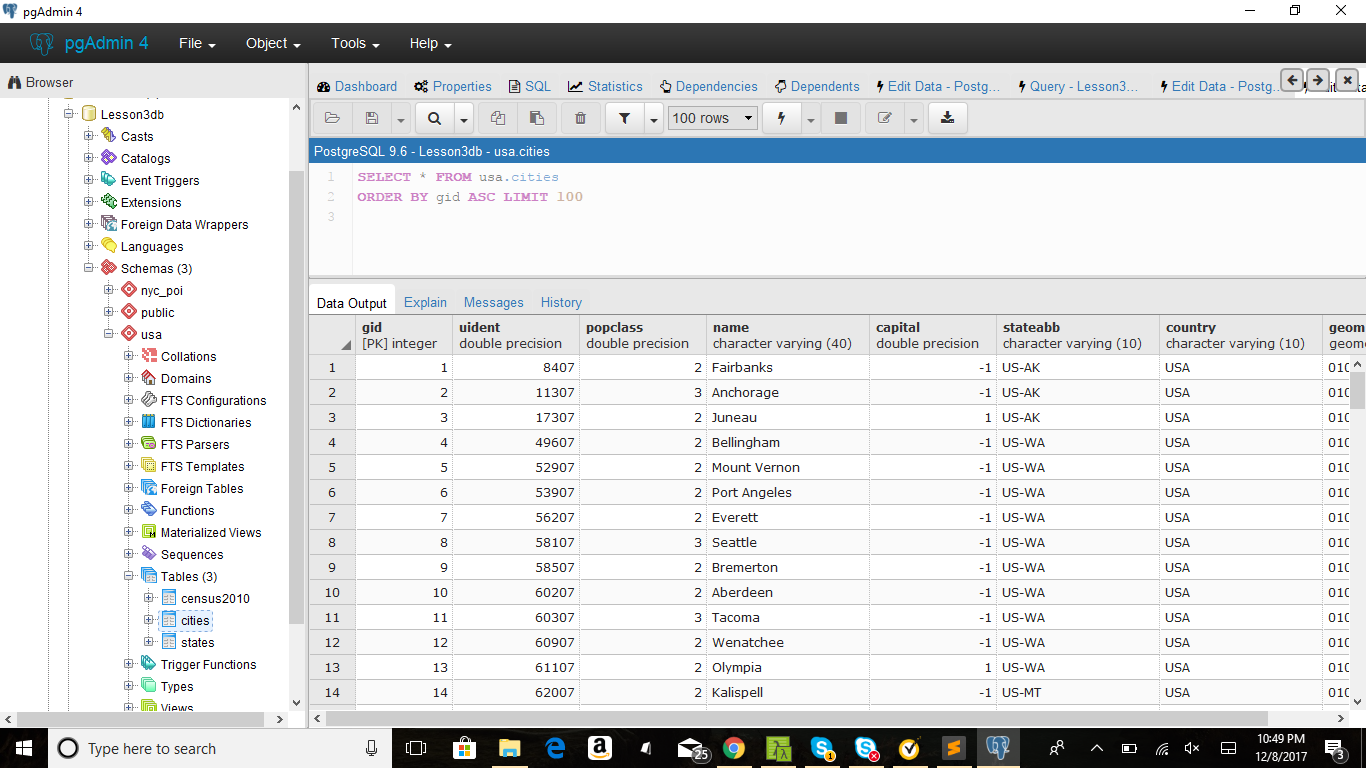 pgAdmin 4
pgAdmin 4 File Object Tools Help
Browser
Lesson3db
Casts
Catalogs
Event Triggers
Extensions
Foreign Data Wrappers
Languages
Schemas (3)
nyc_poi
public
usa
Collations
Domains
FTS Configurations
FTS Dictionaries
FTS Parsers
FTS Templates
Foreign Tables
Functions
Materialized Views
Sequences
Tables (3)
census2010
cities
states
Trigger Functions
Types
Views
Dashboard Properties SQL Statistics Dependencies Dependents Edit Data - Postg... Query - Lesson3... Edit Data - Postg...
100 rows
PostgreSQL 9.6 - Lesson3db - usa.cities
1 SELECT * FROM usa.cities
2 ORDER BY gid ASC LIMIT 100
3
Data Output Explain Messages History
gid uident popclass name capital stateabb country geom
[PK] integer double precision double precision character varying (40) double precision character varying (10) character varying (10) geome
1 1 8407 2 Fairbanks -1 US-AK USA 010
2 2 11307 3 Anchorage -1 US-AK USA 010
3 3 17307 2 Juneau 1 US-AK USA 010
4 4 49607 2 Bellingham -1 US-WA USA 010
5 5 52907 2 Mount Vernon -1 US-WA USA 010
6 6 53907 2 Port Angeles -1 US-WA USA 010
7 7 56207 2 Everett -1 US-WA USA 010
8 8 58107 3 Seattle -1 US-WA USA 010
9 9 58507 2 Bremerton -1 US-WA USA 010
10 10 60207 2 Aberdeen -1 US-WA USA 010
11 11 60307 3 Tacoma -1 US-WA USA 010
12 12 60907 2 Wenatchee -1 US-WA USA 010
13 13 61107 2 Olympia 1 US-WA USA 010
14 14 62007 2 Kalispell -1 US-MT USA 010
Type here to search
25
1
10:49 PM
12/8/2017
3